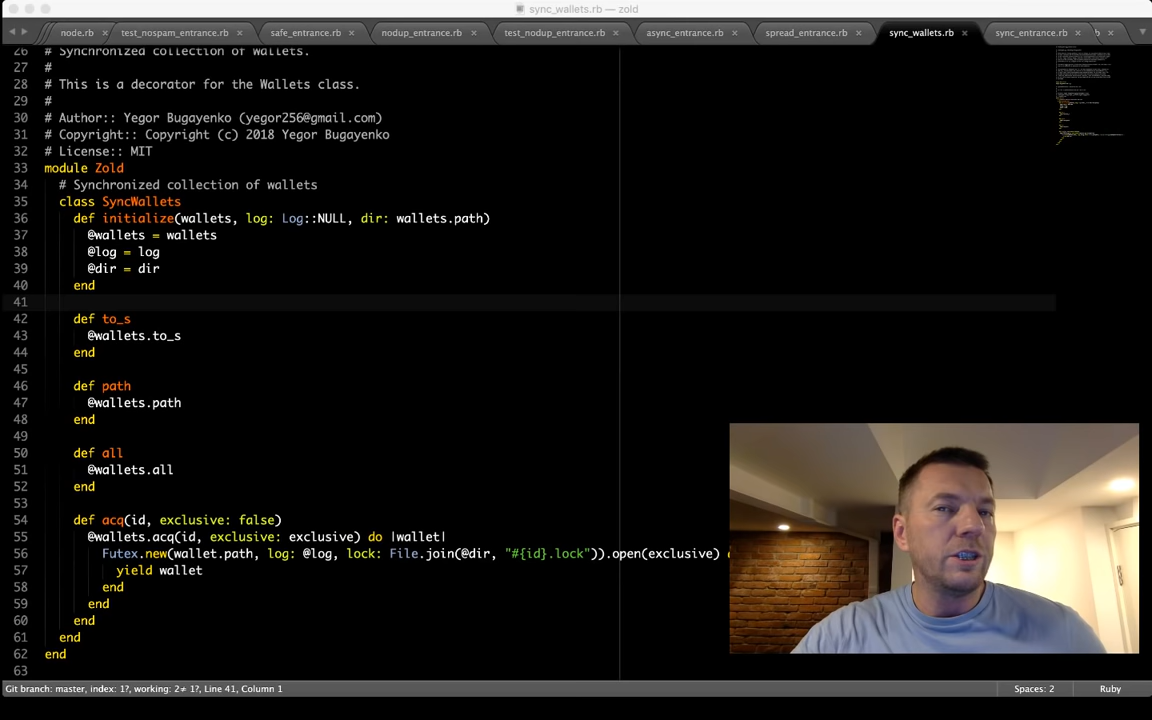 sync_wallets.rb — zold
node.rb × test_nospam_entrance.rb × safe_entrance.rb × nodup_entrance.rb × test_nodup_entrance.rb × async_entrance.rb × spread_entrance.rb × sync_wallets.rb × sync_entrance.rb × b ×
26 # Synchronized collection of wallets.
27 #
28 # This is a decorator for the Wallets class.
29 #
30 # Author:: Yegor Bugayenko (yegor256@gmail.com)
31 # Copyright:: Copyright (c) 2018 Yegor Bugayenko
32 # License:: MIT
33 module Zold
34 # Synchronized collection of wallets
35 class SyncWallets
36 def initialize(wallets, log: Log::NULL, dir: wallets.path)
37 @wallets = wallets
38 @log = log
39 @dir = dir
40 end
41
42 def to_s
43 @wallets.to_s
44 end
45
46 def path
47 @wallets.path
48 end
49
50 def all
51 @wallets.all
52 end
53
54 def acq(id, exclusive: false)
55 @wallets.acq(id, exclusive: exclusive) do |wallet|
56 Futex.new(wallet.path, log: @log, lock: File.join(@dir, "#{id}.lock")).open(exclusive)
57 yield wallet
58 end
59 end
60 end
61 end
62 end
63
Git branch: master, index: 1?, working: 2≠ 1?, Line 41, Column 1 Spaces: 2 Ruby